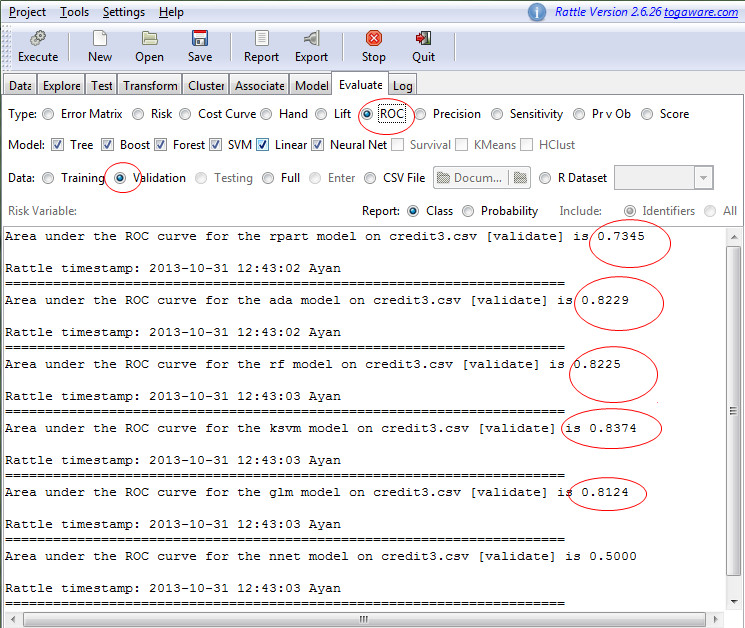 Project Tools Settings Help Rattle Version 2.6.26 togaware.com
Execute New Open Save Report Export Stop Quit
Data Explore Test Transform Cluster Associate Model Evaluate Log
Type: Error Matrix Risk Cost Curve Hand Lift ROC Precision Sensitivity Pr v Ob Score
Model: Tree Boost Forest SVM Linear Neural Net Survival KMeans HClust
Data: Training Validation Testing Full Enter CSV File Docum... R Dataset
Risk Variable: Report: Class Probability Include: Identifiers All
Area under the ROC curve for the rpart model on credit3.csv [validate] is 0.7345
Rattle timestamp: 2013-10-31 12:43:02 Ayan
======================================================================
Area under the ROC curve for the ada model on credit3.csv [validate] is 0.8229
Rattle timestamp: 2013-10-31 12:43:02 Ayan
======================================================================
Area under the ROC curve for the rf model on credit3.csv [validate] is 0.8225
Rattle timestamp: 2013-10-31 12:43:03 Ayan
======================================================================
Area under the ROC curve for the ksvm model on credit3.csv [validate] is 0.8374
Rattle timestamp: 2013-10-31 12:43:03 Ayan
======================================================================
Area under the ROC curve for the glm model on credit3.csv [validate] is 0.8124
Rattle timestamp: 2013-10-31 12:43:03 Ayan
======================================================================
Area under the ROC curve for the nnet model on credit3.csv [validate] is 0.5000
Rattle timestamp: 2013-10-31 12:43:03 Ayan
======================================================================